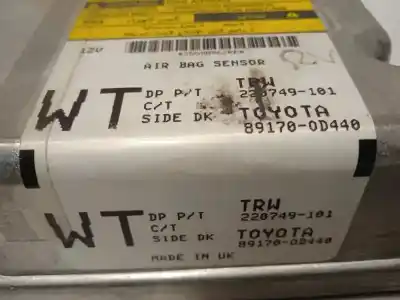 12V
AIR BAG SENSOR
WT
DP P/T TRW
C/T 220749-101
SIDE DK TOYOTA
89170-0D440
WT
DP P/T TRW
C/T 220749-101
SIDE DK TOYOTA
89170-0D440
MADE IN UK